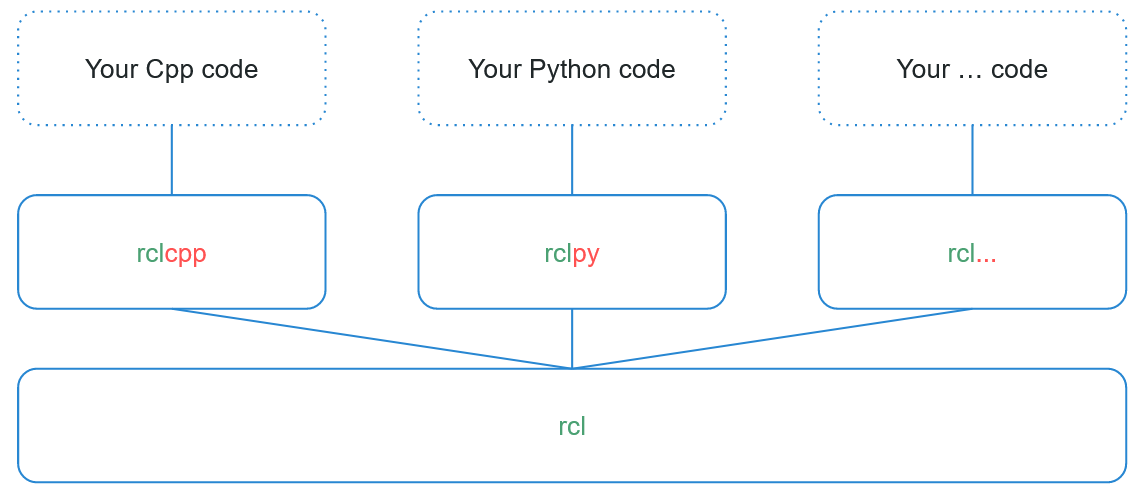 Your Cpp code
Your Python code
Your … code
rclcpp
rclpy
rcl...
rcl